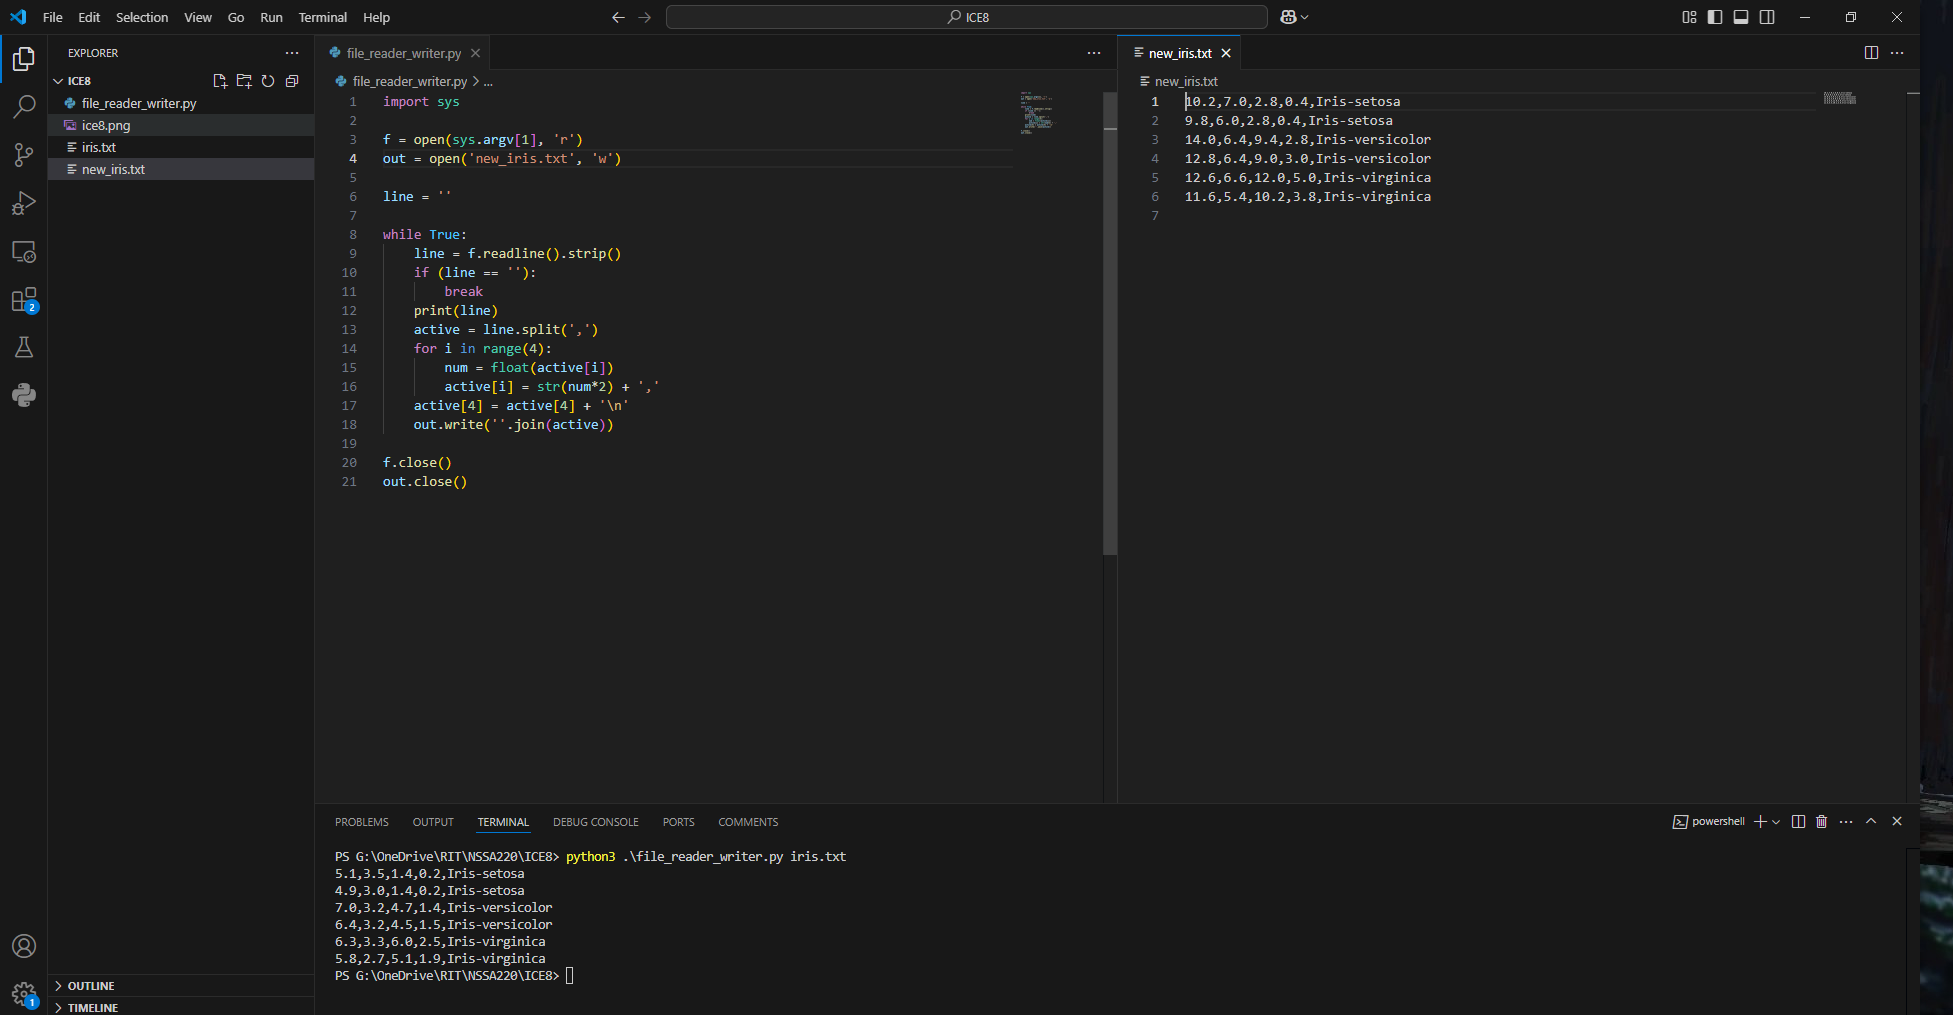 File Edit Selection View Go Run Terminal Help
ICE8
EXPLORER
ICE8
file_reader_writer.py
ice8.png
iris.txt
new_iris.txt
OUTLINE
TIMELINE
2
1
file_reader_writer.py
file_reader_writer.py > ...
1 import sys
2
3 f = open(sys.argv[1], 'r')
4 out = open('new_iris.txt', 'w')
5
6 line = ''
7
8 while True:
9     line = f.readline().strip()
10     if (line == ''):
11         break
12     print(line)
13     active = line.split(',')
14     for i in range(4):
15         num = float(active[i])
16         active[i] = str(num*2) + ','
17     active[4] = active[4] + '\n'
18     out.write(''.join(active))
19
20 f.close()
21 out.close()
new_iris.txt
new_iris.txt
1 10.2,7.0,2.8,0.4,Iris-setosa
2 9.8,6.0,2.8,0.4,Iris-setosa
3 14.0,6.4,9.4,2.8,Iris-versicolor
4 12.8,6.4,9.0,3.0,Iris-versicolor
5 12.6,6.6,12.0,5.0,Iris-virginica
6 11.6,5.4,10.2,3.8,Iris-virginica
7
PROBLEMS OUTPUT TERMINAL DEBUG CONSOLE PORTS COMMENTS
powershell
PS G:\OneDrive\RIT\NSSA220\ICE8> python3 .\file_reader_writer.py iris.txt
5.1,3.5,1.4,0.2,Iris-setosa
4.9,3.0,1.4,0.2,Iris-setosa
7.0,3.2,4.7,1.4,Iris-versicolor
6.4,3.2,4.5,1.5,Iris-versicolor
6.3,3.3,6.0,2.5,Iris-virginica
5.8,2.7,5.1,1.9,Iris-virginica
PS G:\OneDrive\RIT\NSSA220\ICE8>